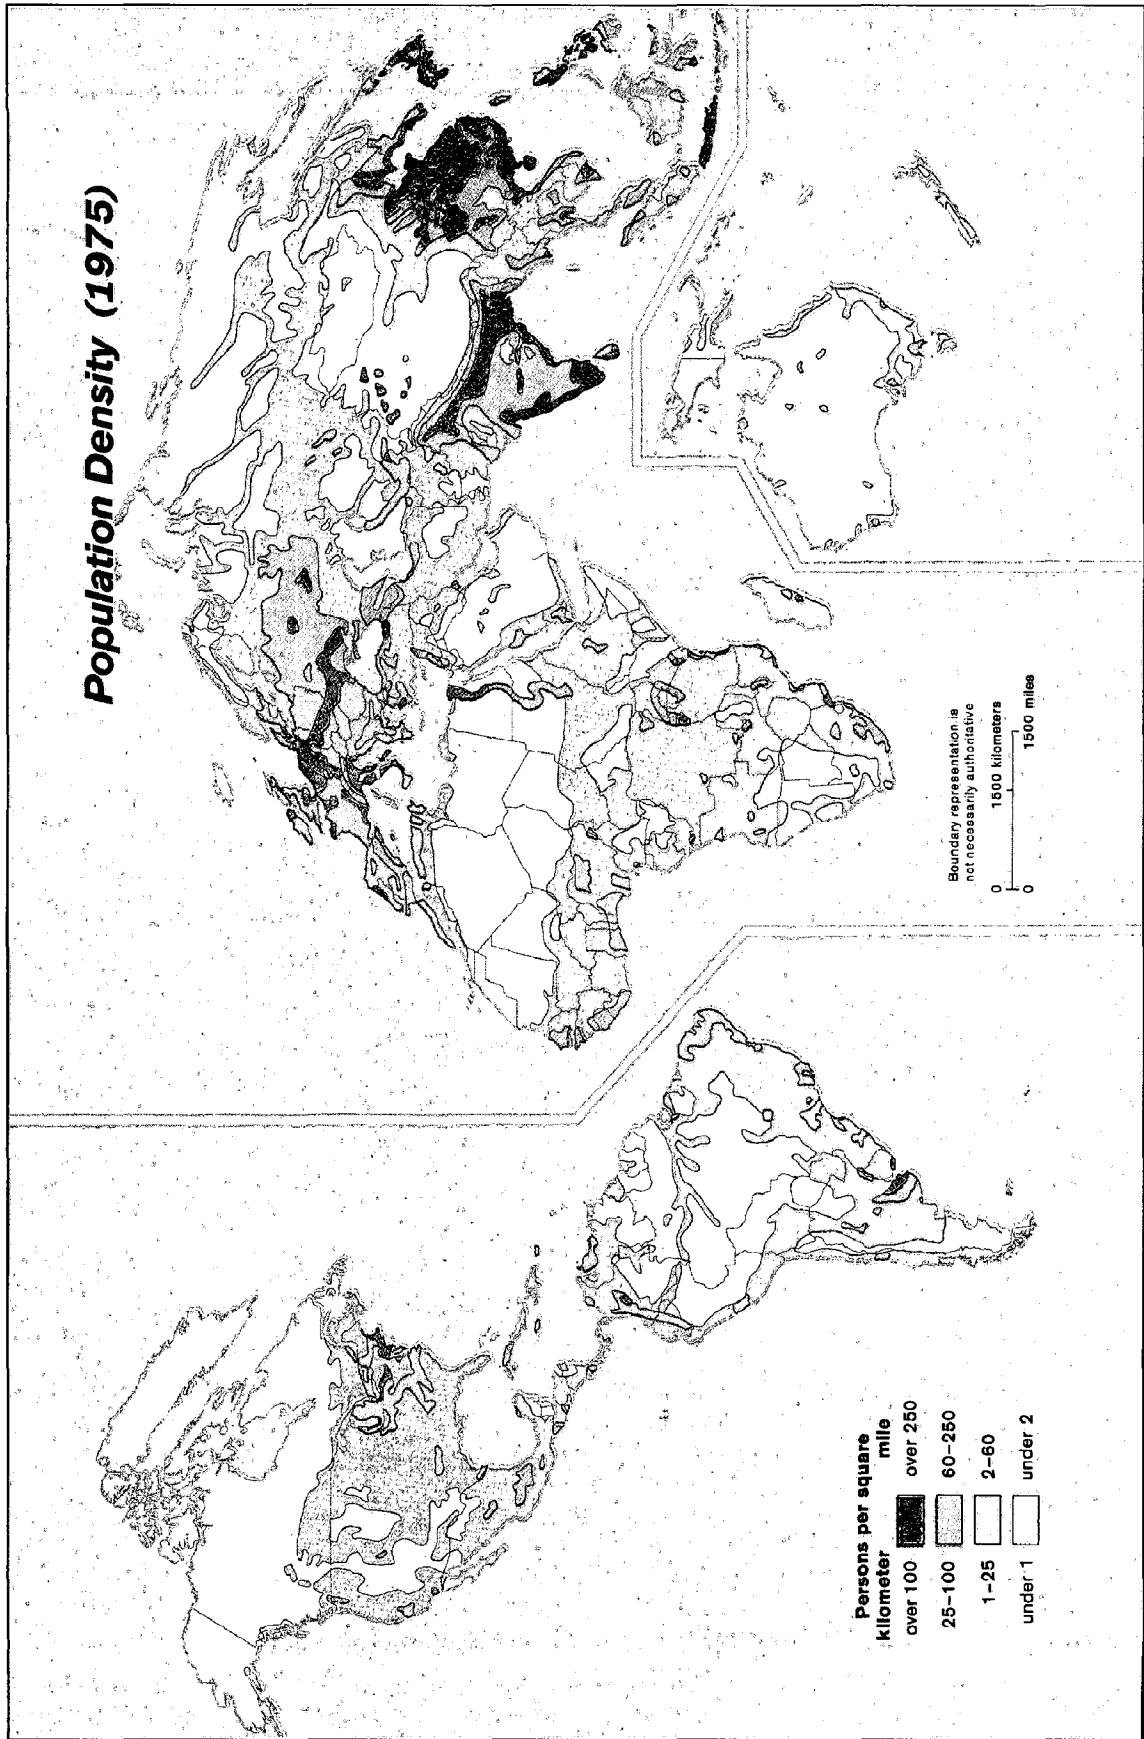 Population Density (1975)
Boundary representation is
not necessarily authoritative
0 1500 kilometers
0 1500 miles
Persons per square
kilometer mile
over 100 over 250
25–100 60–250
1–25 2–60
under 1 under 2